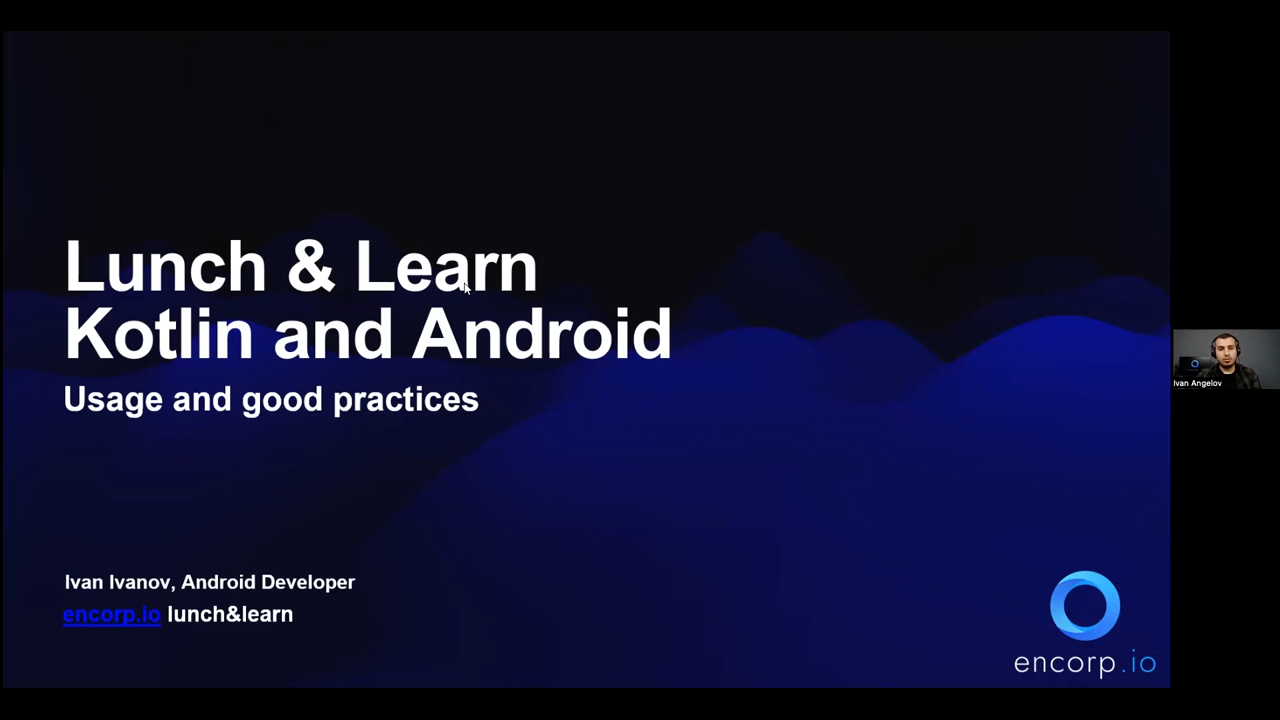 Lunch & Learn
Kotlin and Android
Usage and good practices
Ivan Angelov
Ivan Ivanov, Android Developer
encorp.io lunch&learn
encorp.io